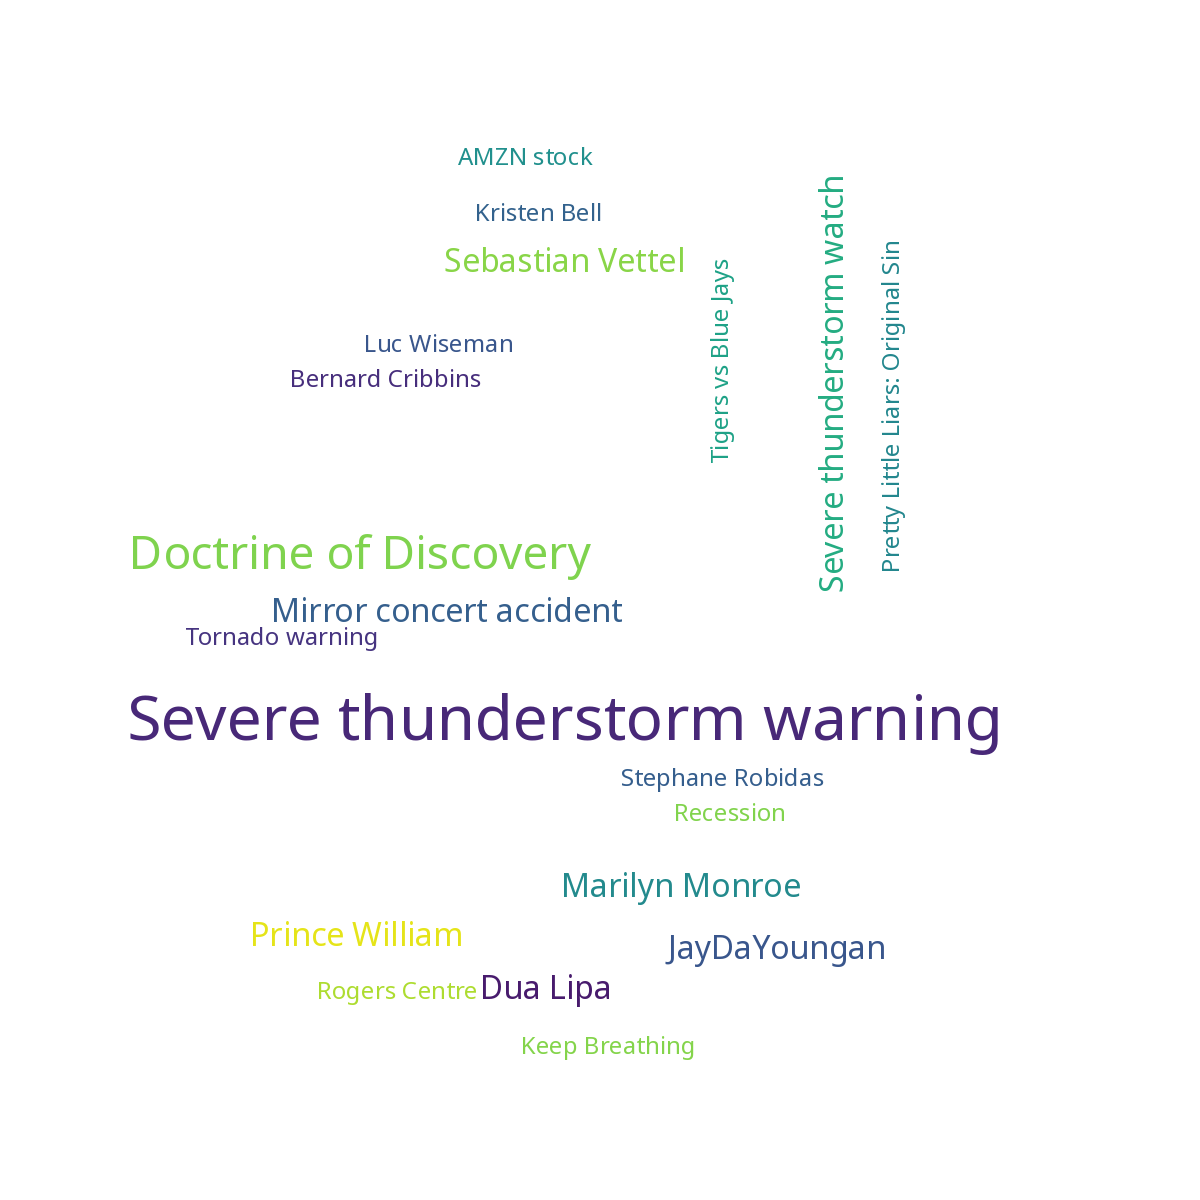 AMZN stock
Kristen Bell
Sebastian Vettel
Severe thunderstorm watch
Pretty Little Liars: Original Sin
Tigers vs Blue Jays
Luc Wiseman
Bernard Cribbins
Doctrine of Discovery
Mirror concert accident
Tornado warning
Severe thunderstorm warning
Stephane Robidas
Recession
Marilyn Monroe
Prince William
JayDaYoungan
Rogers Centre
Dua Lipa
Keep Breathing